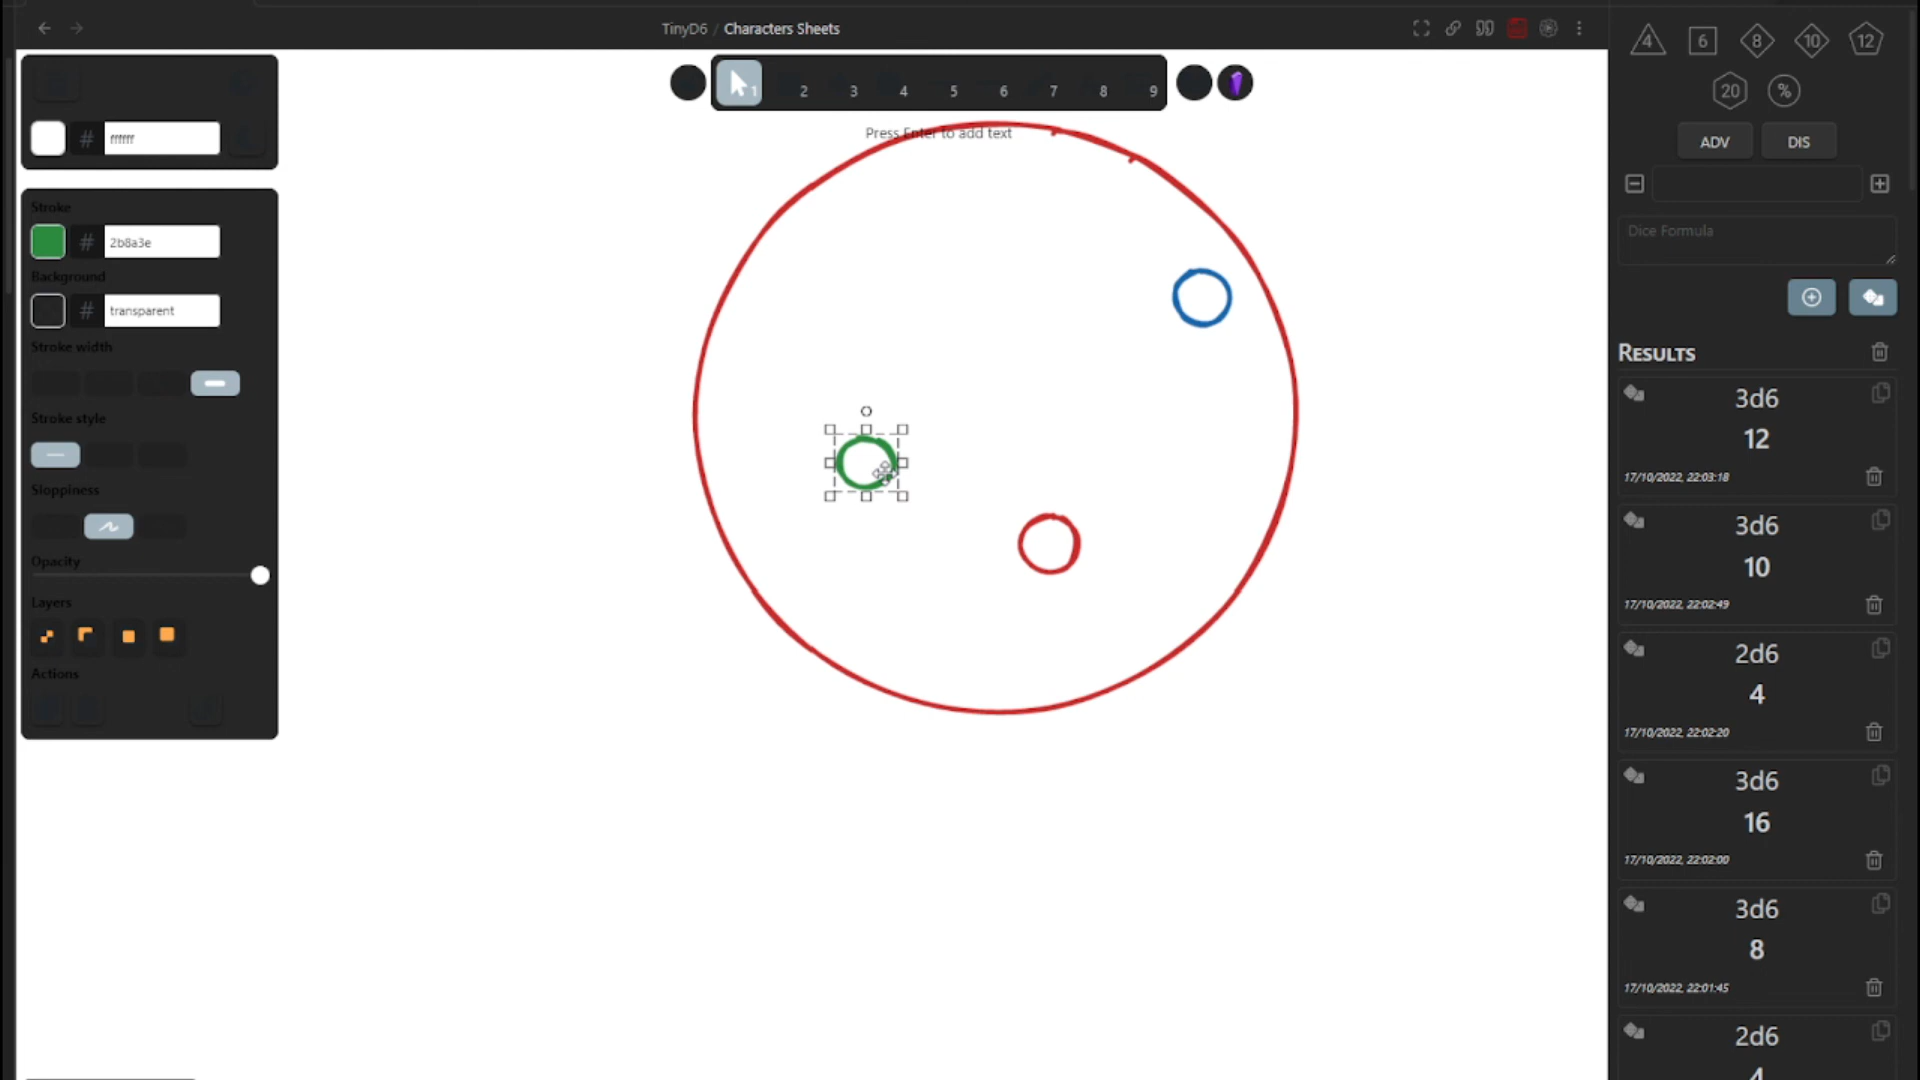 TinyD6 / Characters Sheets
4 6 8 10 12
20 %
ADV DIS
Dice Formula
1 2 3 4 5 6 7 8 9
Press Enter to add text
# ffffff
Stroke
# 2b8a3e
Background
# transparent
Stroke width
Stroke style
Sloppiness
Opacity
Layers
Actions
RESULTS
3d6
12
17/10/2022, 22:03:18
3d6
10
17/10/2022, 22:02:49
2d6
4
17/10/2022, 22:02:20
3d6
16
17/10/2022, 22:02:00
3d6
8
17/10/2022, 22:01:45
2d6
4